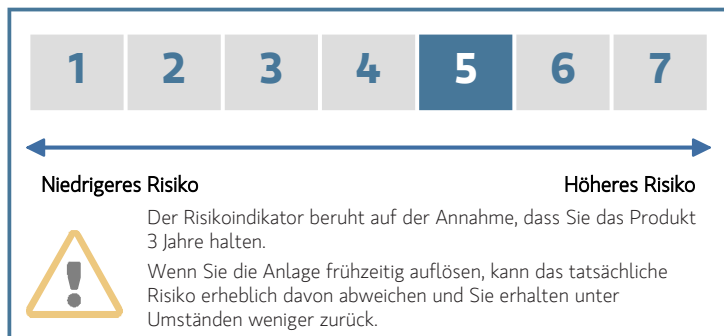 1 2 3 4 5 6 7
Niedrigeres Risiko Höheres Risiko
Der Risikoindikator beruht auf der Annahme, dass Sie das Produkt
3 Jahre halten.
Wenn Sie die Anlage frühzeitig auflösen, kann das tatsächliche
Risiko erheblich davon abweichen und Sie erhalten unter
Umständen weniger zurück.